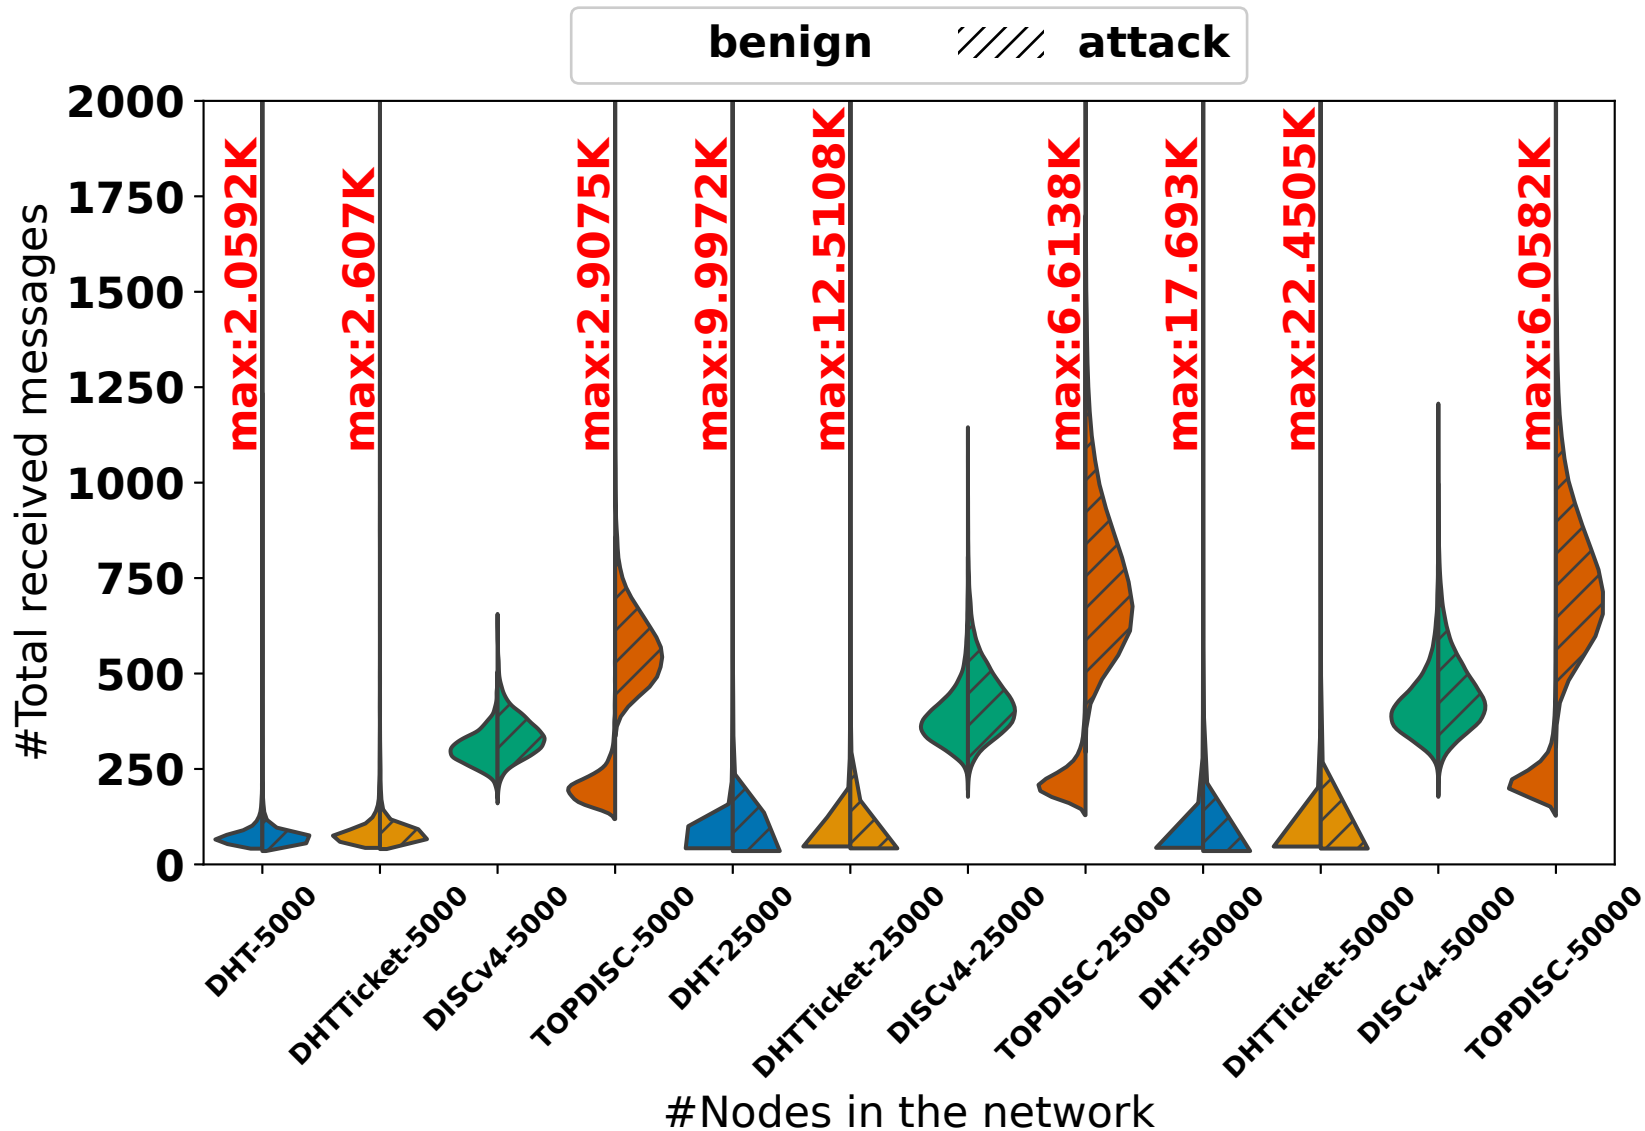 benign attack
#Total received messages
2000
1750
1500
1250
1000
750
500
250
0
max:2.0592K
max:2.607K
max:2.9075K
max:9.9972K
max:12.5108K
max:6.6138K
max:17.693K
max:22.4505K
max:6.0582K
DHT-5000
DHTTicket-5000
DISCv4-5000
TOPDISC-5000
DHT-25000
DHTTicket-25000
DISCv4-25000
TOPDISC-25000
DHT-50000
DHTTicket-50000
DISCv4-50000
TOPDISC-50000
#Nodes in the network